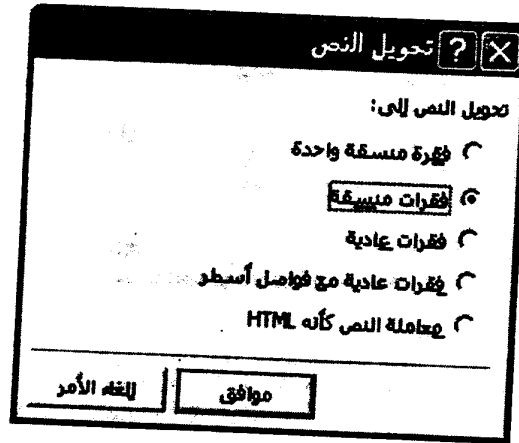 تحويل النص
تحويل النص إلى:
فقرة منسقة واحدة
فقرات منسقة
فقرات عادية
فقرات عادية مع فواصل أسطر
معاملة النص كأنه HTML
موافق
إلغاء الأمر